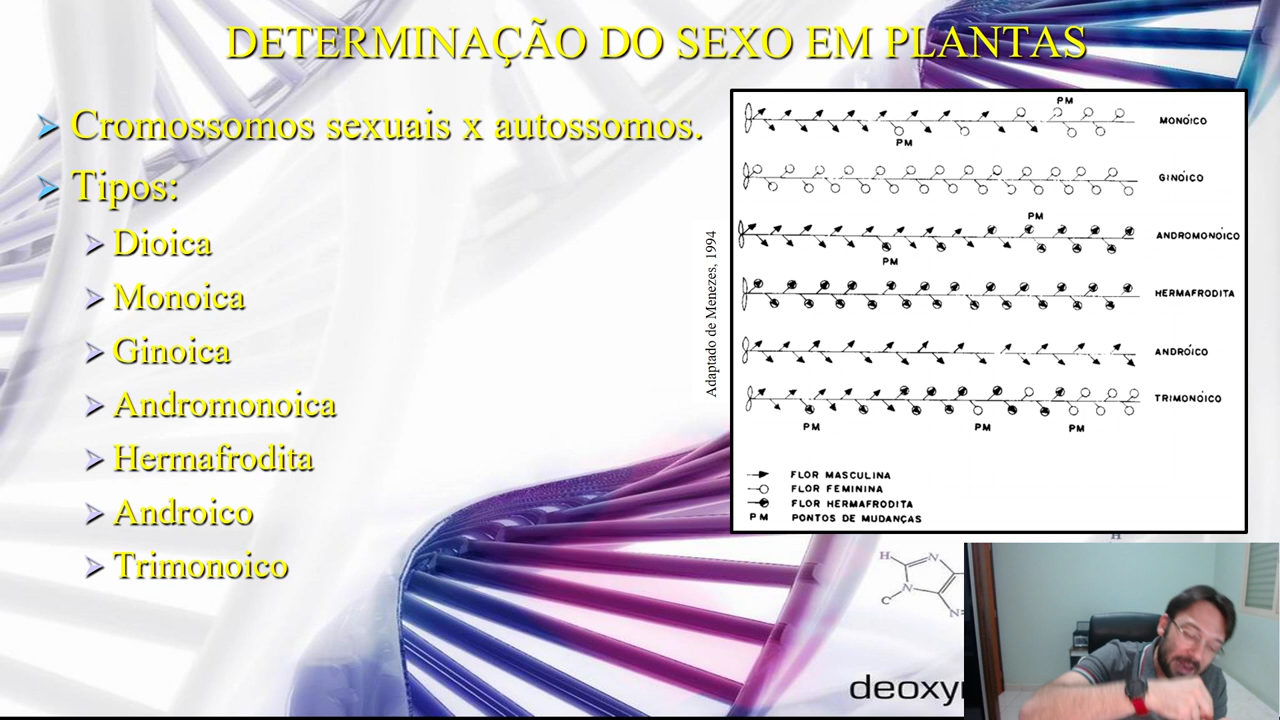 DETERMINAÇÃO DO SEXO EM PLANTAS
Cromossomos sexuais x autossomos.
Tipos:
Dioica
Monoica
Ginoica
Andromonoica
Hermafrodita
Androico
Trimonoico
Adaptado de Menezes, 1994
PM
MONÓICO
PM
GINÓICO
PM
ANDROMONÓICO
PM
HERMAFRODITA
ANDRÓICO
TRIMONÓICO
PM PM PM
FLOR MASCULINA
FLOR FEMININA
FLOR HERMAFRODITA
PM PONTOS DE MUDANÇAS
H
H N
N
C N=
deoxy